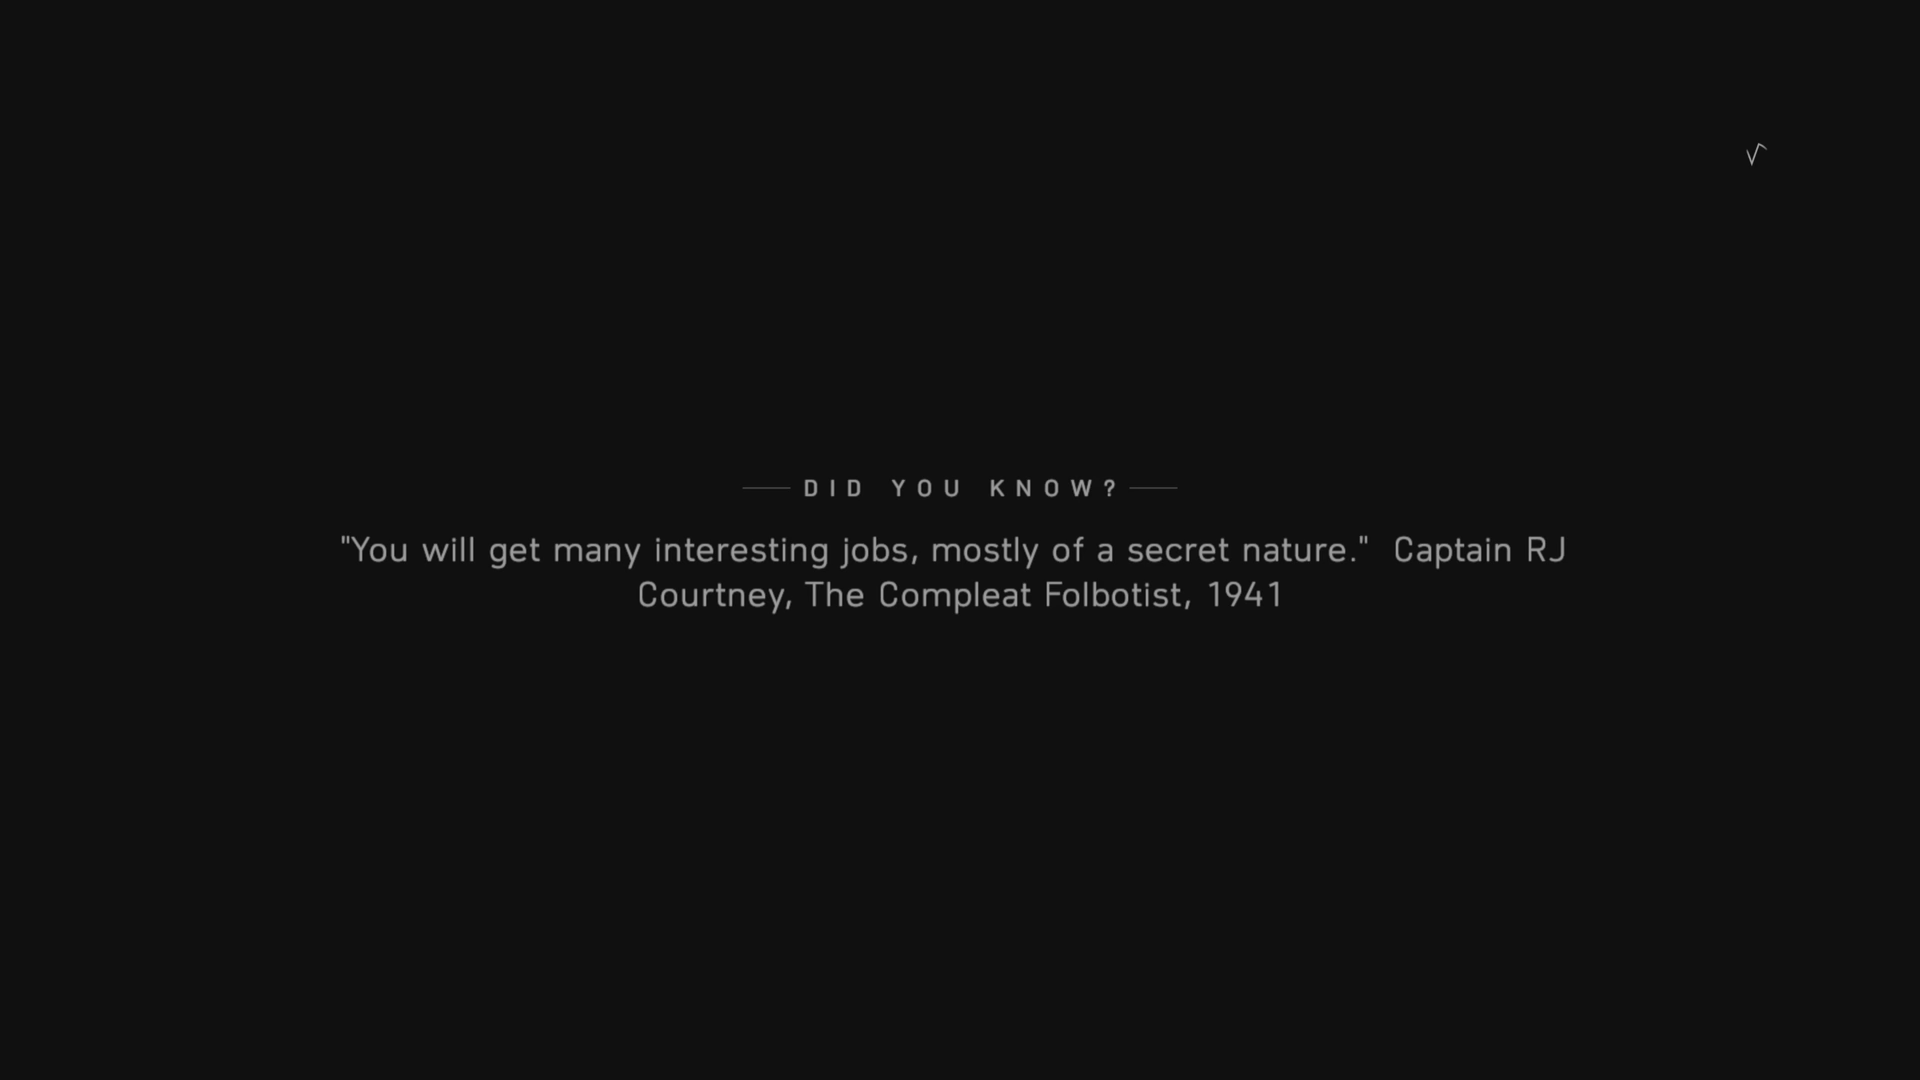 DID YOU KNOW?
"You will get many interesting jobs, mostly of a secret nature."  Captain RJ
Courtney, The Compleat Folbotist, 1941